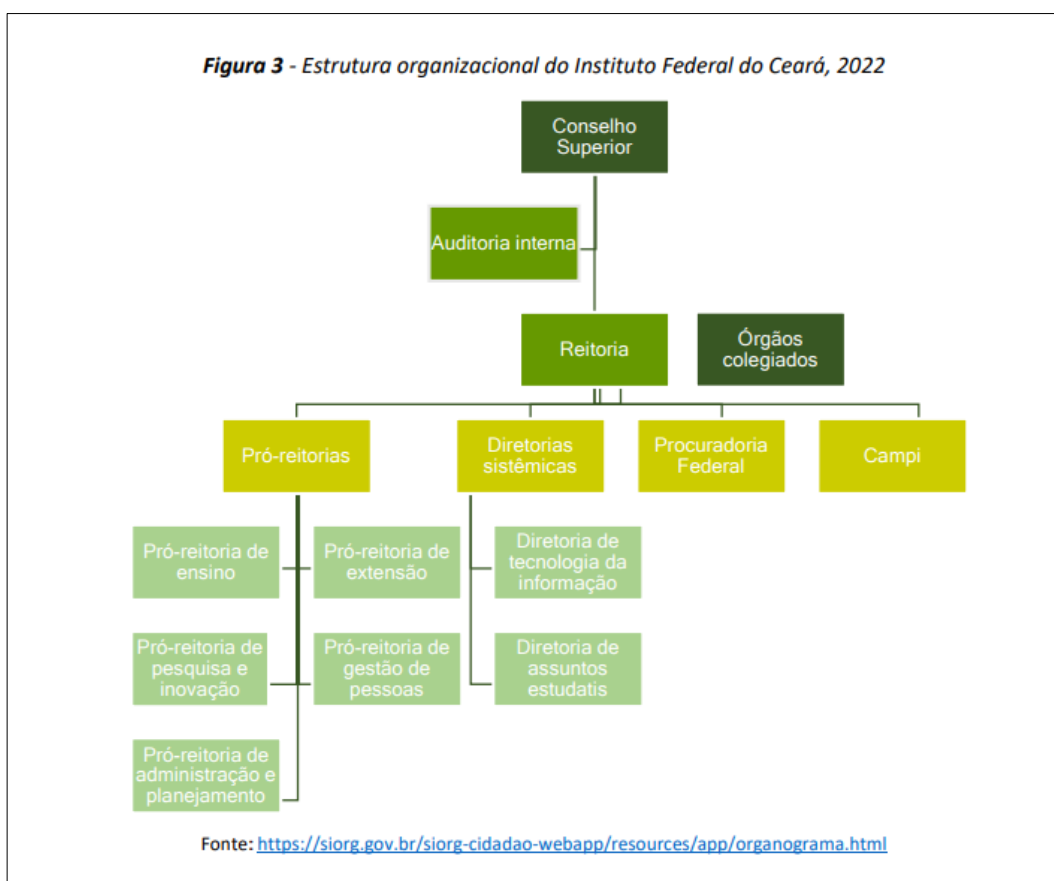 Figura 3 - Estrutura organizacional do Instituto Federal do Ceará, 2022
Conselho
Superior
Auditoria interna
Reitoria
Órgãos
colegiados
Pró-reitorias
Diretorias
sistêmicas
Procuradoria
Federal
Campi
Pró-reitoria de
ensino
Pró-reitoria de
extensão
Diretoria de
tecnologia da
informação
Pró-reitoria de
pesquisa e
inovação
Pró-reitoria de
gestão de
pessoas
Diretoria de
assuntos
estudatis
Pró-reitoria de
administração e
planejamento
Fonte: https://siorg.gov.br/siorg-cidadao-webapp/resources/app/organograma.html